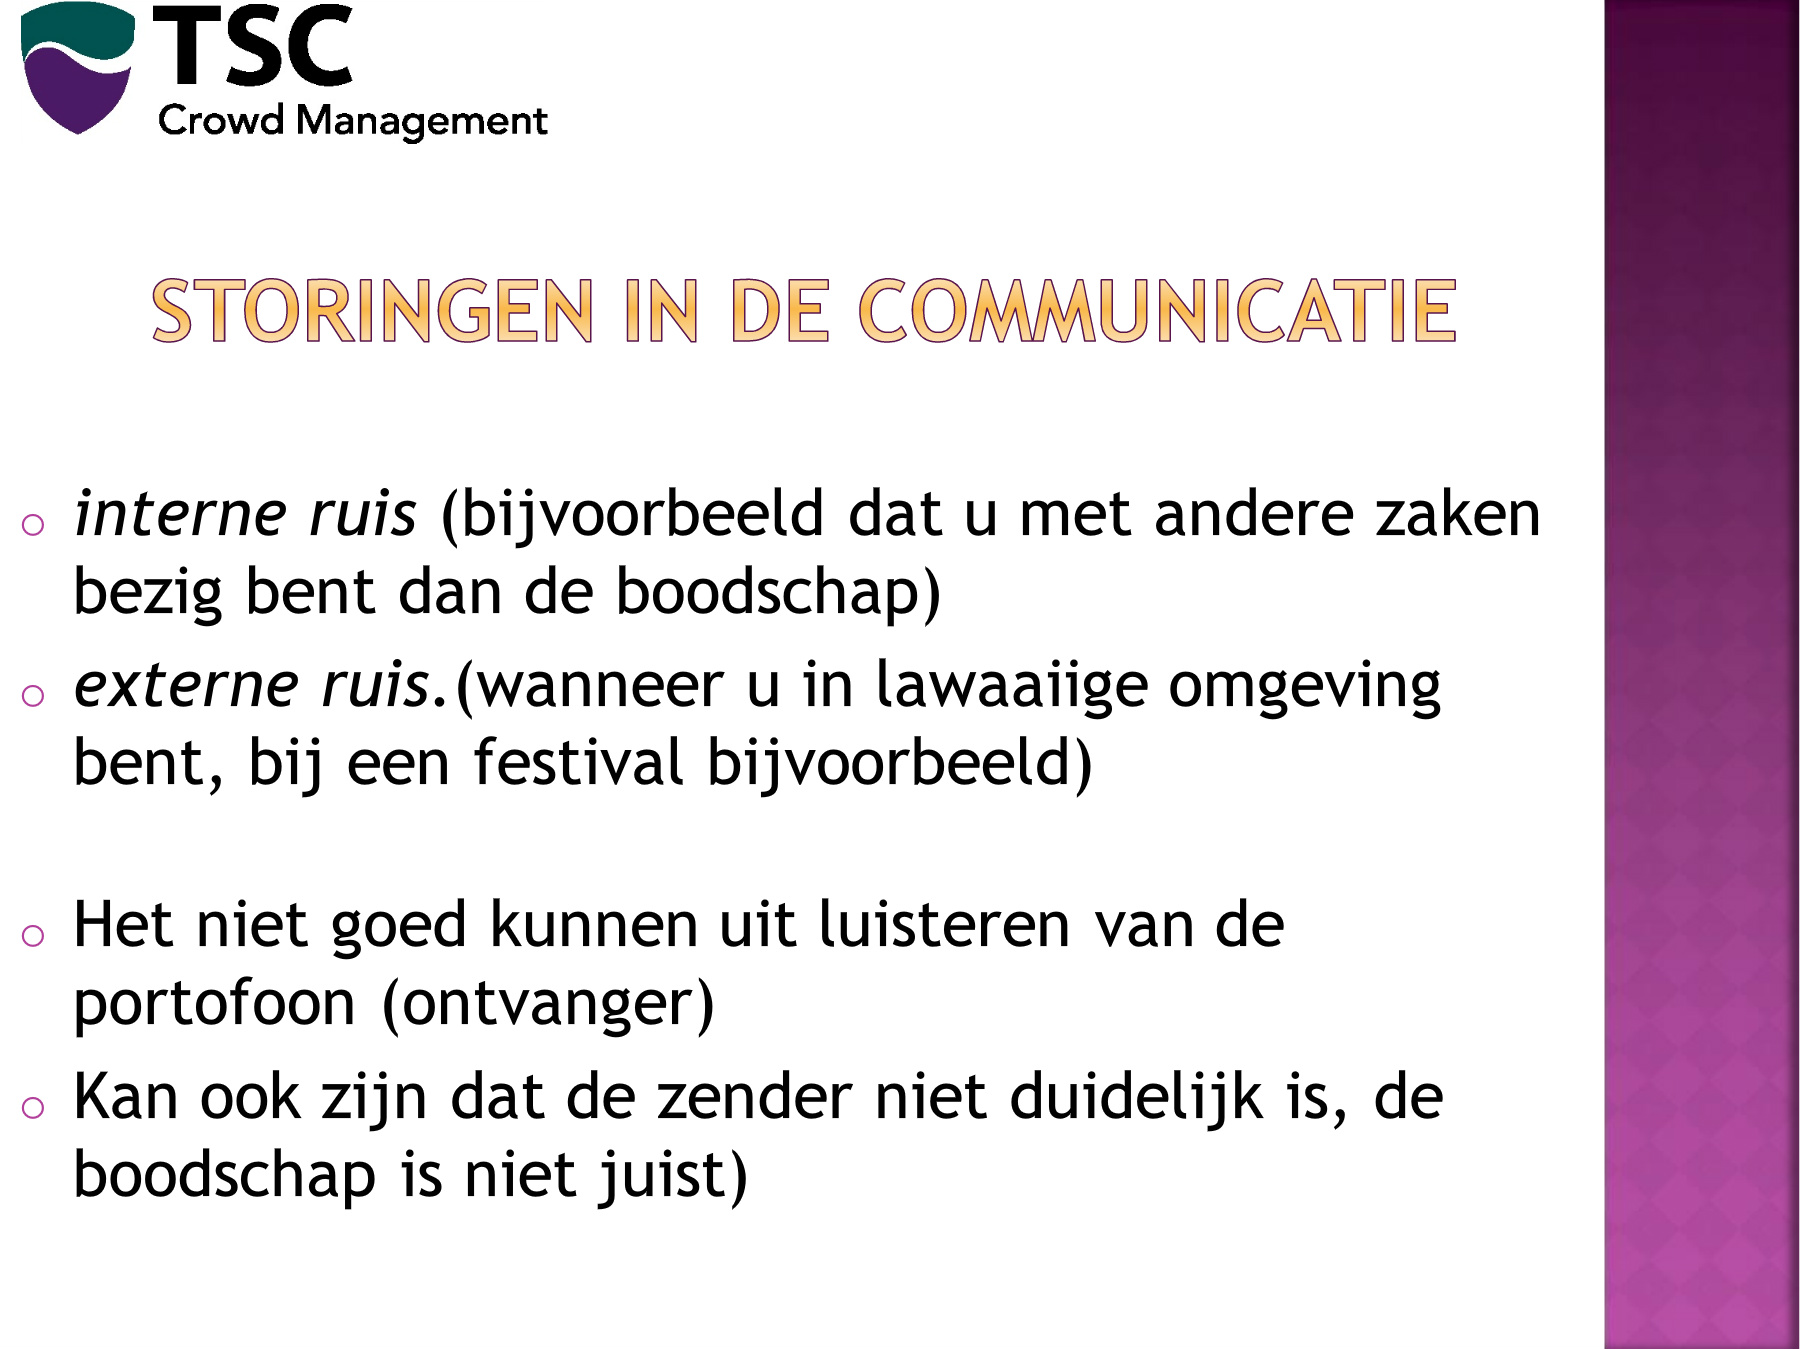 TSC
Crowd Management
STORINGEN IN DE COMMUNICATIE
interne ruis (bijvoorbeeld dat u met andere zaken
bezig bent dan de boodschap)
externe ruis.(wanneer u in lawaaiige omgeving
bent, bij een festival bijvoorbeeld)
Het niet goed kunnen uit luisteren van de
portofoon (ontvanger)
Kan ook zijn dat de zender niet duidelijk is, de
boodschap is niet juist)